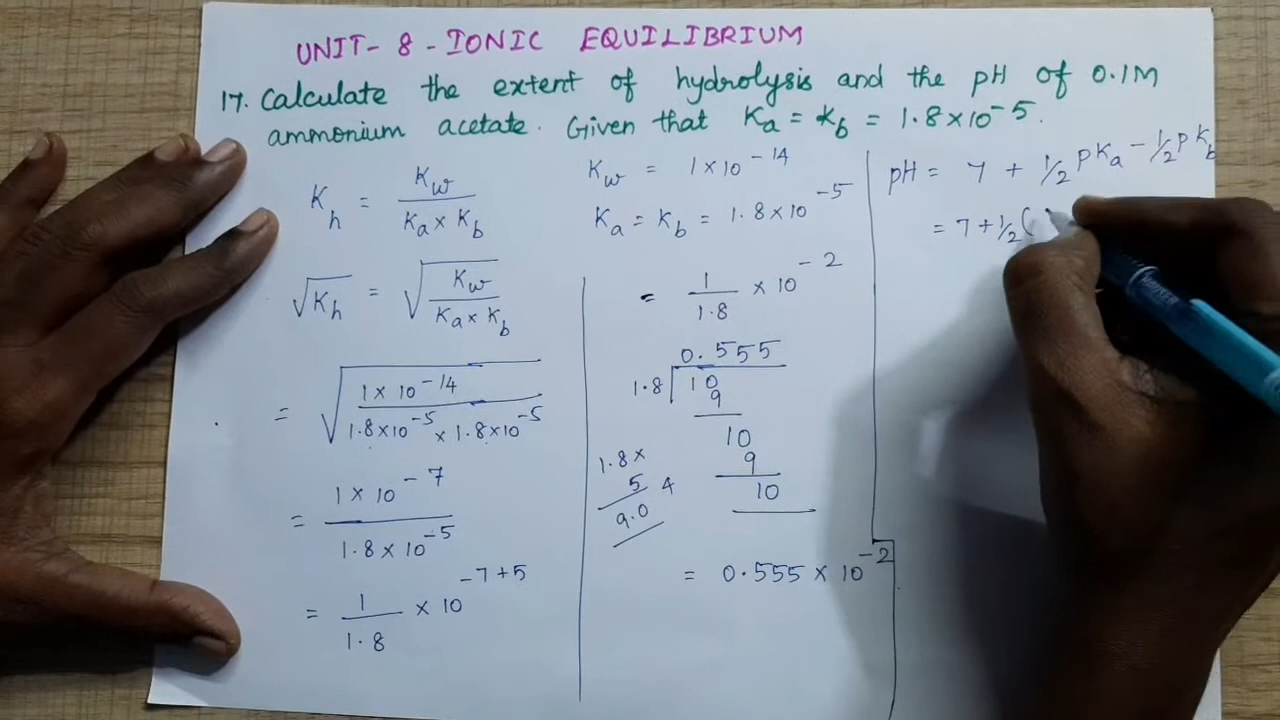 UNIT- 8 - IONIC EQUILIBRIUM
17. Calculate the extent of hydrolysis and the pH of 0.1M
ammonium acetate. Given that Ka = Kb = 1.8×10-5.
Kh = Kw / Ka × Kb
√Kh = √ Kw / Ka × Kb
= √ 1 × 10-14 / 1.8×10-5 × 1.8×10-5
= 1 × 10-7 / 1.8 × 10-5
= 1 / 1.8 × 10-7+5
Kw = 1×10-14
Ka = Kb = 1.8×10-5
= 1 / 1.8 × 10-2
0.555
1.8 10
9
10
9
10
1.8 ×
5 4
9.0
= 0.555 × 10-2
pH = 7 + 1/2 pKa - 1/2 pKb
= 7 + 1/2 (